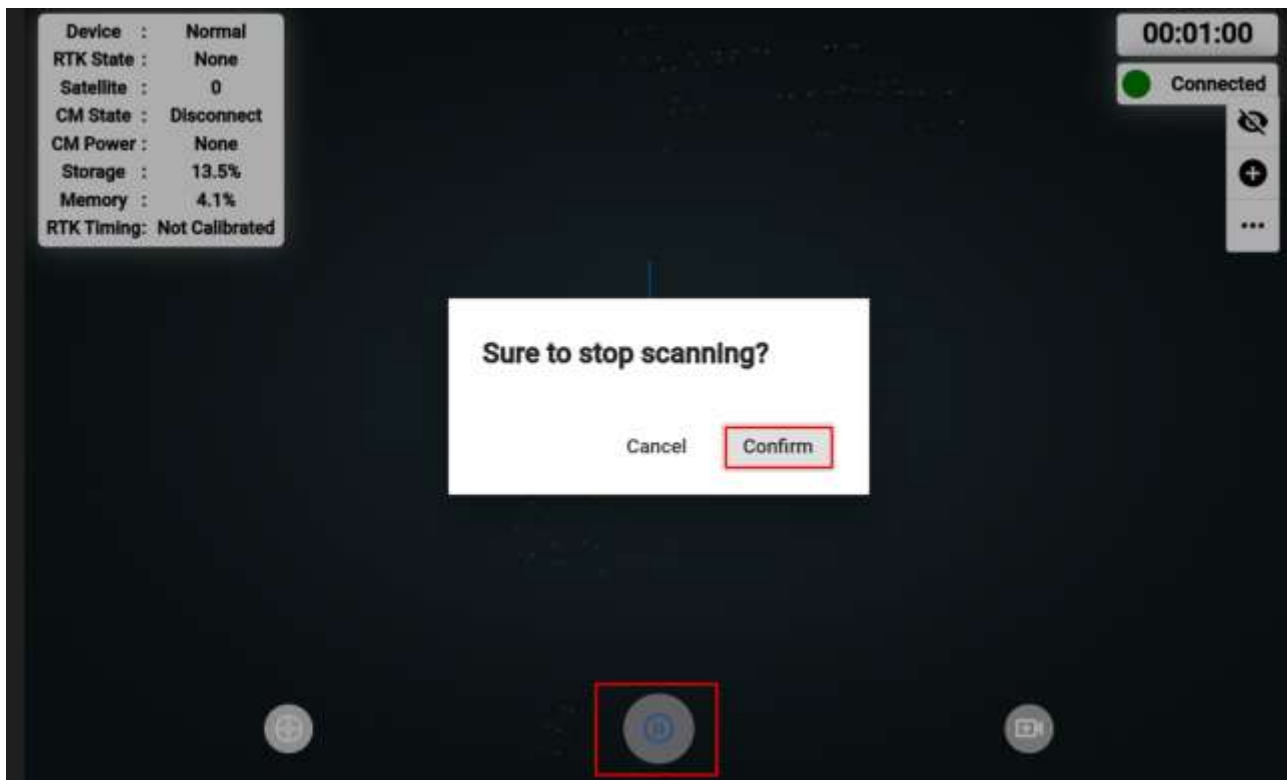 Device : Normal
RTK State : None
Satellite : 0
CM State : Disconnect
CM Power : None
Storage : 13.5%
Memory : 4.1%
RTK Timing: Not Calibrated
00:01:00
Connected
Sure to stop scanning?
Cancel Confirm